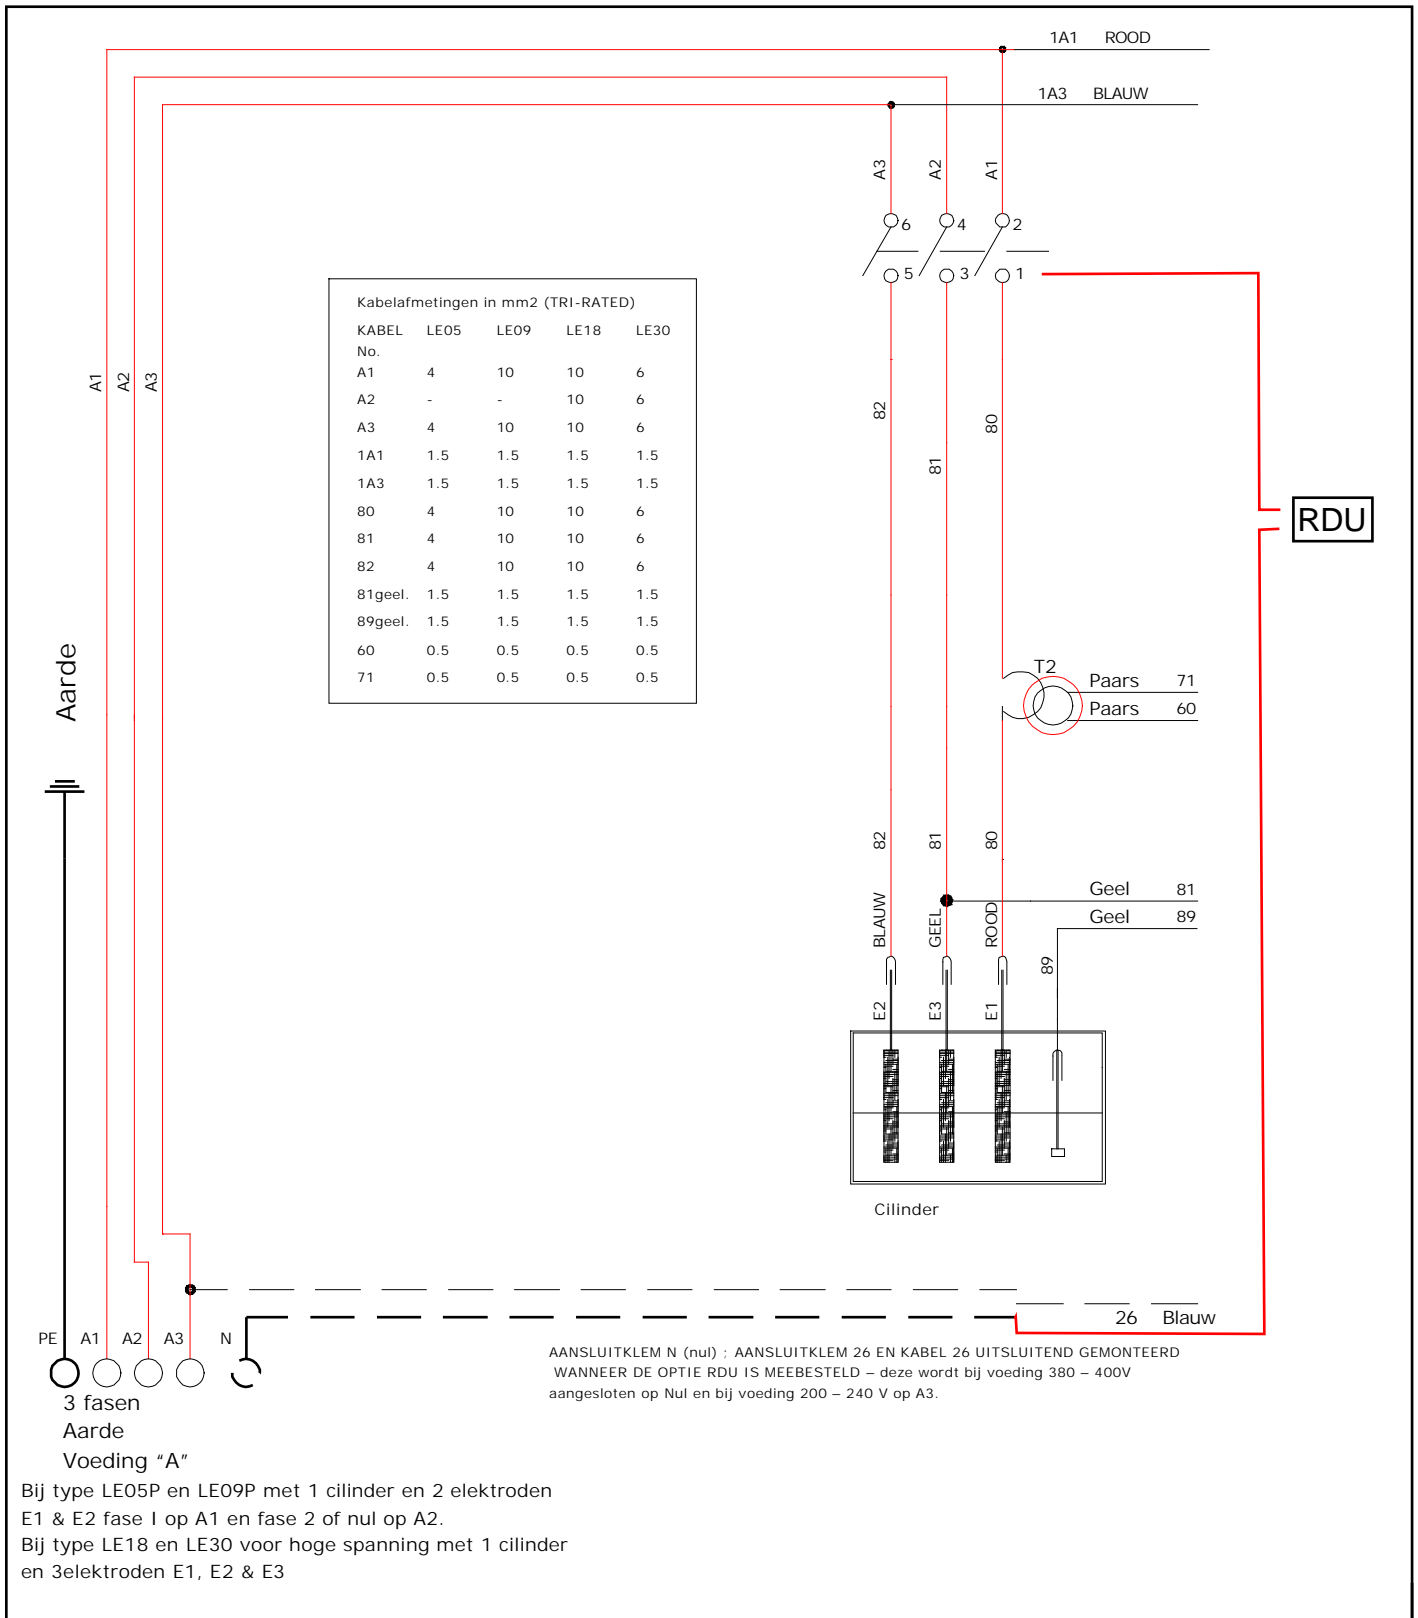 1A1 ROOD
1A3 BLAUW
A3 A2 A1
6 4 2
5 3 1
Kabelafmetingen in mm2 (TRI-RATED)
KABEL LE05 LE09 LE18 LE30
No.
A1 4 10 10 6
A2 - - 10 6
A3 4 10 10 6
1A1 1.5 1.5 1.5 1.5
1A3 1.5 1.5 1.5 1.5
80 4 10 10 6
81 4 10 10 6
82 4 10 10 6
81geel. 1.5 1.5 1.5 1.5
89geel. 1.5 1.5 1.5 1.5
60 0.5 0.5 0.5 0.5
71 0.5 0.5 0.5 0.5
A1 A2 A3
82 81 80
RDU
Aarde
T2
Paars 71
Paars 60
82 81 80
Geel 81
Geel 89
BLAUW GEEL ROOD
89
E2 E3 E1
Cilinder
26 Blauw
PE A1 A2 A3 N
AANSLUITKLEM N (nul) ; AANSLUITKLEM 26 EN KABEL 26 UITSLUITEND GEMONTEERD
WANNEER DE OPTIE RDU IS MEEBESTELD – deze wordt bij voeding 380 – 400V
aangesloten op Nul en bij voeding 200 – 240 V op A3.
3 fasen
Aarde
Voeding “A”
Bij type LE05P en LE09P met 1 cilinder en 2 elektroden
E1 & E2 fase I op A1 en fase 2 of nul op A2.
Bij type LE18 en LE30 voor hoge spanning met 1 cilinder
en 3elektroden E1, E2 & E3